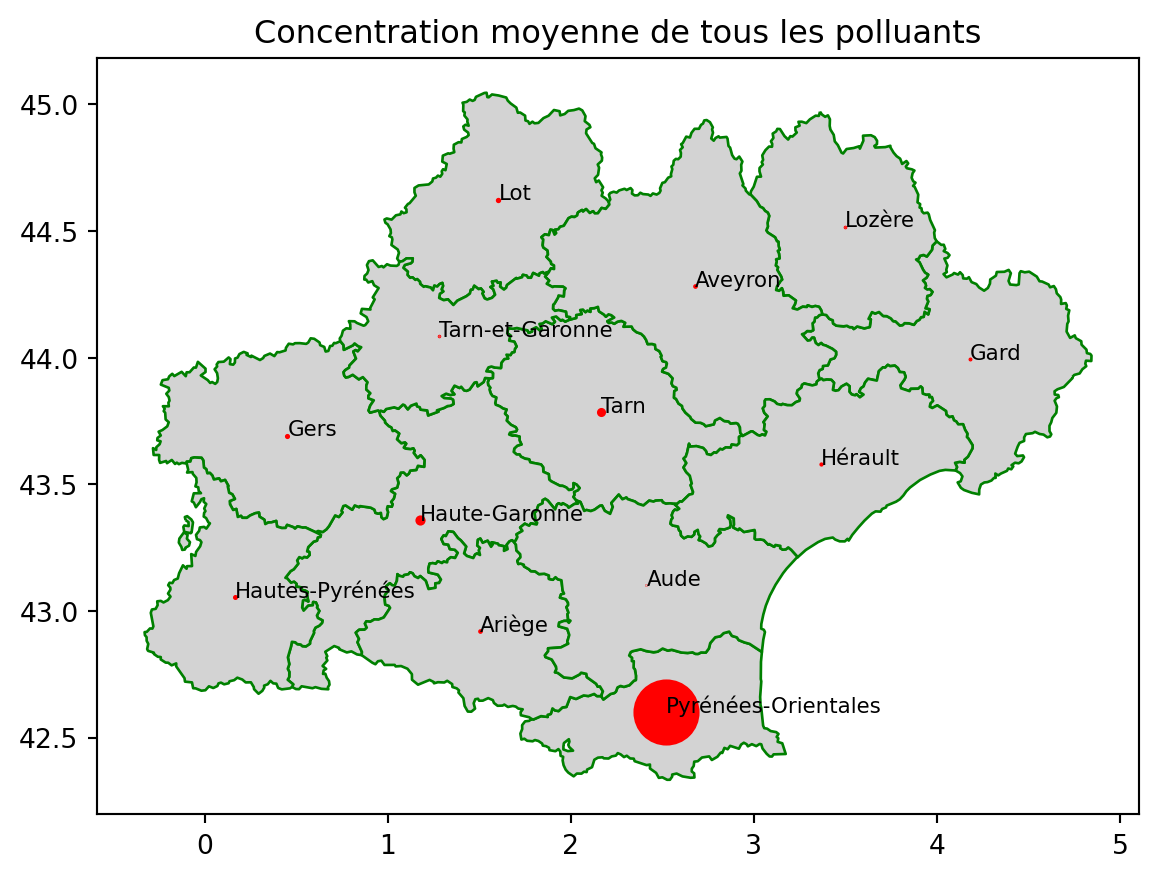 Concentration moyenne de tous les polluants
45.0
44.5
44.0
43.5
43.0
42.5
Lot
Lozère
Aveyron
Tarn-et-Garonne
Gard
Tarn
Gers
Hérault
Haute-Garonne
Aude
Hautes-Pyrénées
Ariège
Pyrénées-Orientales
0 1 2 3 4 5